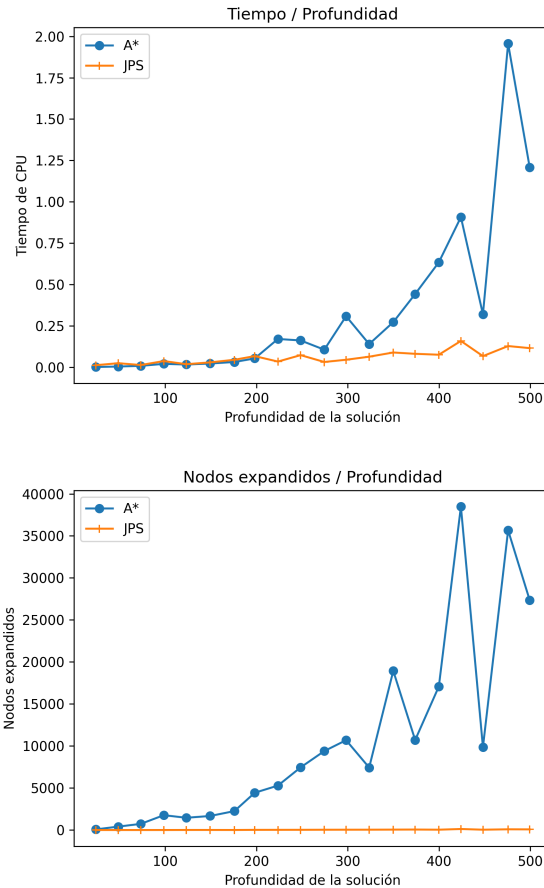 Tiempo / Profundidad
A*
JPS
2.00
1.75
1.50
1.25
1.00
0.75
0.50
0.25
0.00
Tiempo de CPU
100 200 300 400 500
Profundidad de la solución
Nodos expandidos / Profundidad
A*
JPS
40000
35000
30000
25000
20000
15000
10000
5000
0
Nodos expandidos
100 200 300 400 500
Profundidad de la solución